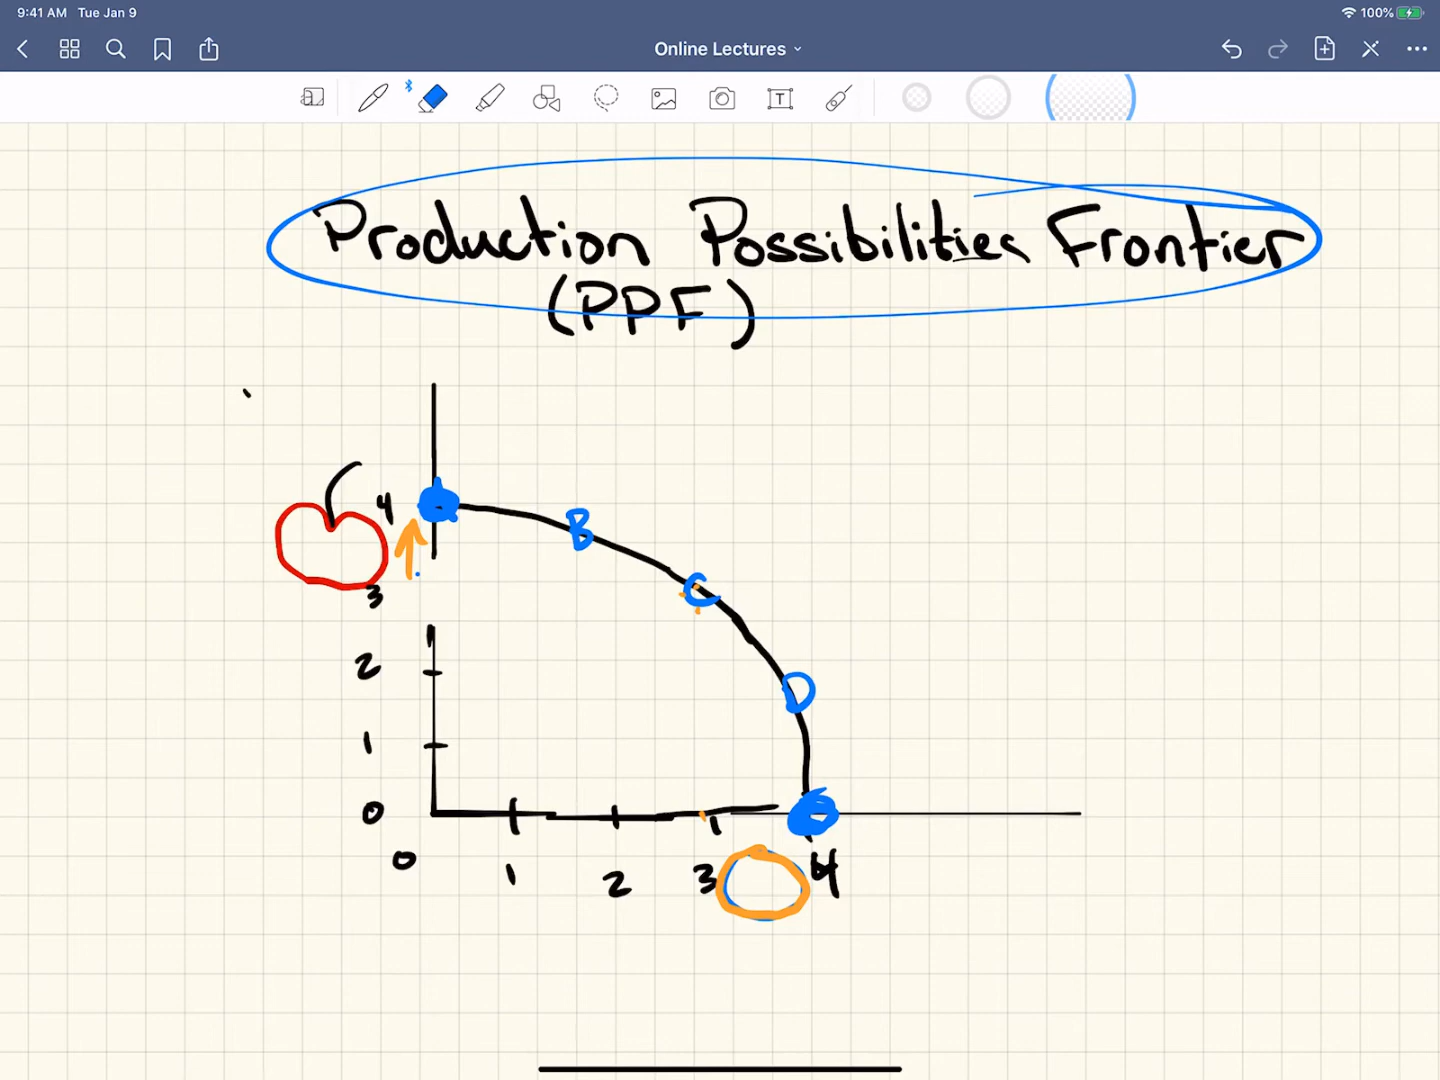 9:41 AM Tue Jan 9
100%
Online Lectures
a
T
Production Possibilities Frontier
(PPF)
4
B
3
C
2
D
1
0
0
1
2
3
4